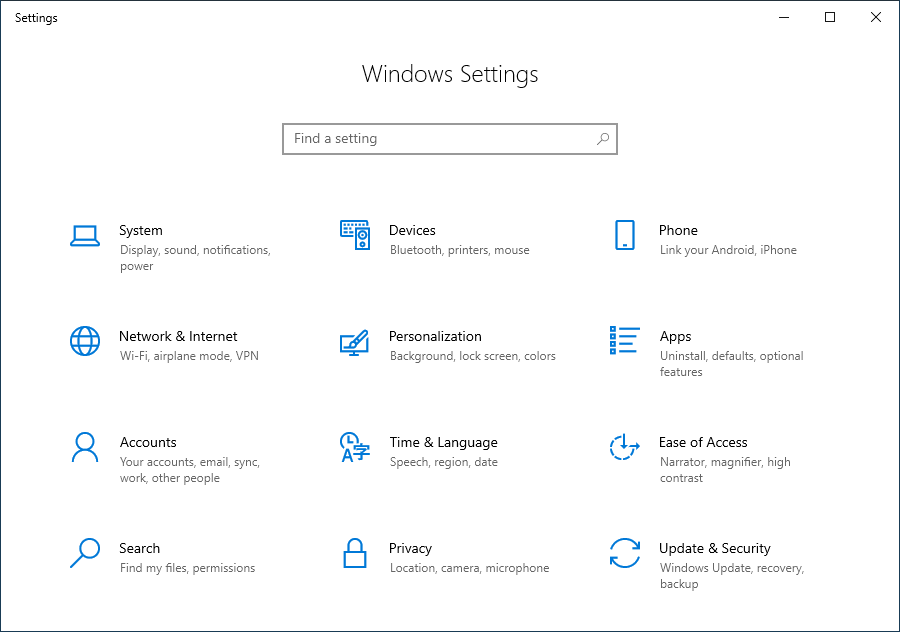 Settings
Windows Settings
Find a setting
System
Display, sound, notifications,
power
Devices
Bluetooth, printers, mouse
Phone
Link your Android, iPhone
Network & Internet
Wi-Fi, airplane mode, VPN
Personalization
Background, lock screen, colors
Apps
Uninstall, defaults, optional
features
Accounts
Your accounts, email, sync,
work, other people
Time & Language
Speech, region, date
Ease of Access
Narrator, magnifier, high
contrast
Search
Find my files, permissions
Privacy
Location, camera, microphone
Update & Security
Windows Update, recovery,
backup